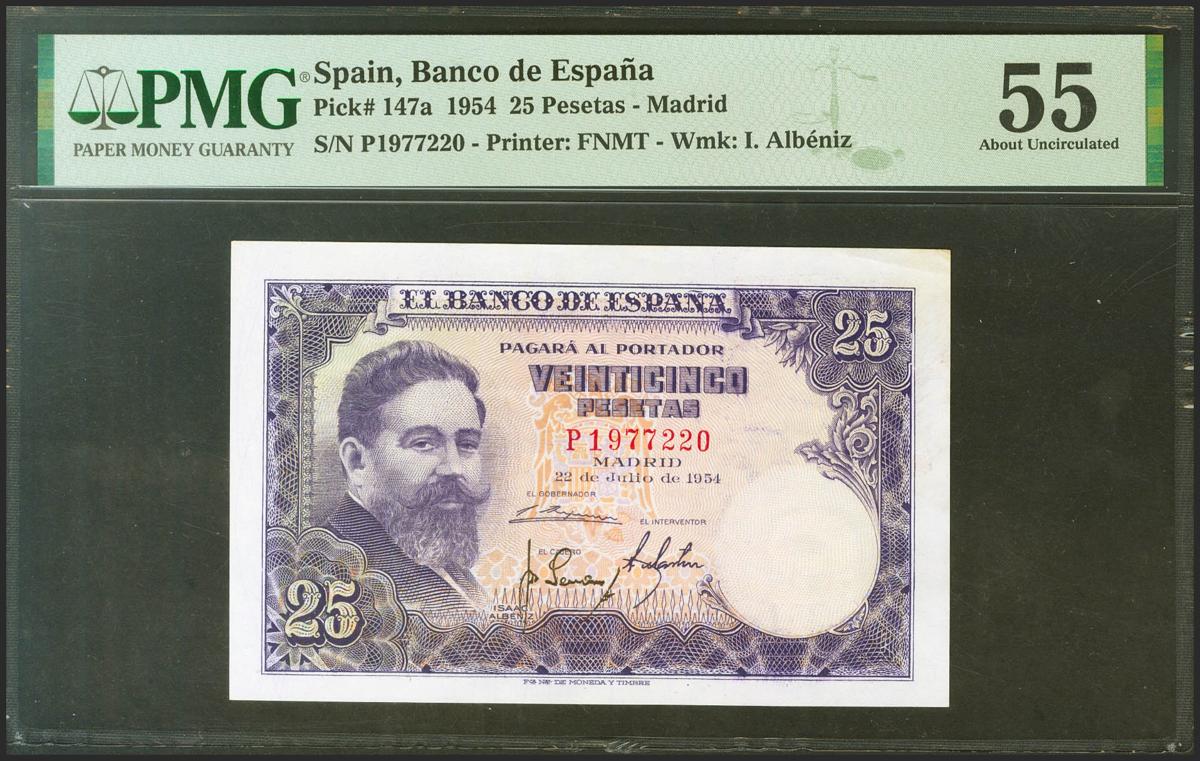 PMG®
PAPER MONEY GUARANTY
Spain, Banco de España
Pick# 147a 1954 25 Pesetas - Madrid
S/N P1977220 - Printer: FNMT - Wmk: I. Albéniz
55
About Uncirculated
EL BANCO DE ESPAÑA
25
PAGARÁ AL PORTADOR
VEINTICINCO
PESETAS
P1977220
MADRID
22 de Julio de 1954
EL GOBERNADOR
EL INTERVENTOR
EL CAJERO
ISAAC
ALBENIZ
25
FCA NAL DE MONEDA Y TIMBRE